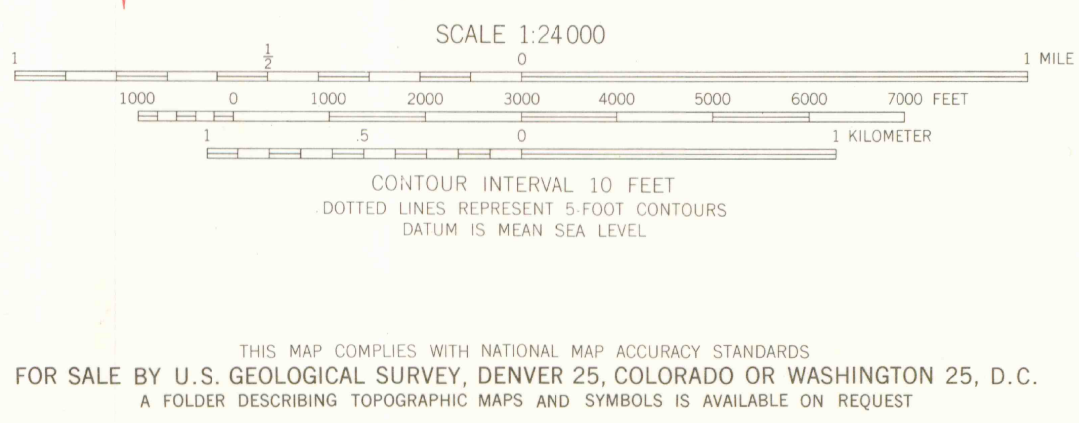 SCALE 1:24000
1 1/2 0 1 MILE
1000 0 1000 2000 3000 4000 5000 6000 7000 FEET
1 .5 0 1 KILOMETER
CONTOUR INTERVAL 10 FEET
DOTTED LINES REPRESENT 5-FOOT CONTOURS
DATUM IS MEAN SEA LEVEL
THIS MAP COMPLIES WITH NATIONAL MAP ACCURACY STANDARDS
FOR SALE BY U.S. GEOLOGICAL SURVEY, DENVER 25, COLORADO OR WASHINGTON 25, D.C.
A FOLDER DESCRIBING TOPOGRAPHIC MAPS AND SYMBOLS IS AVAILABLE ON REQUEST